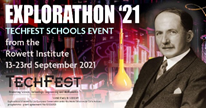 EXPLORATHON '21
TECHFEST SCHOOLS EVENT
from the
Rowett Institute
13-23rd September 2021
TECHFEST